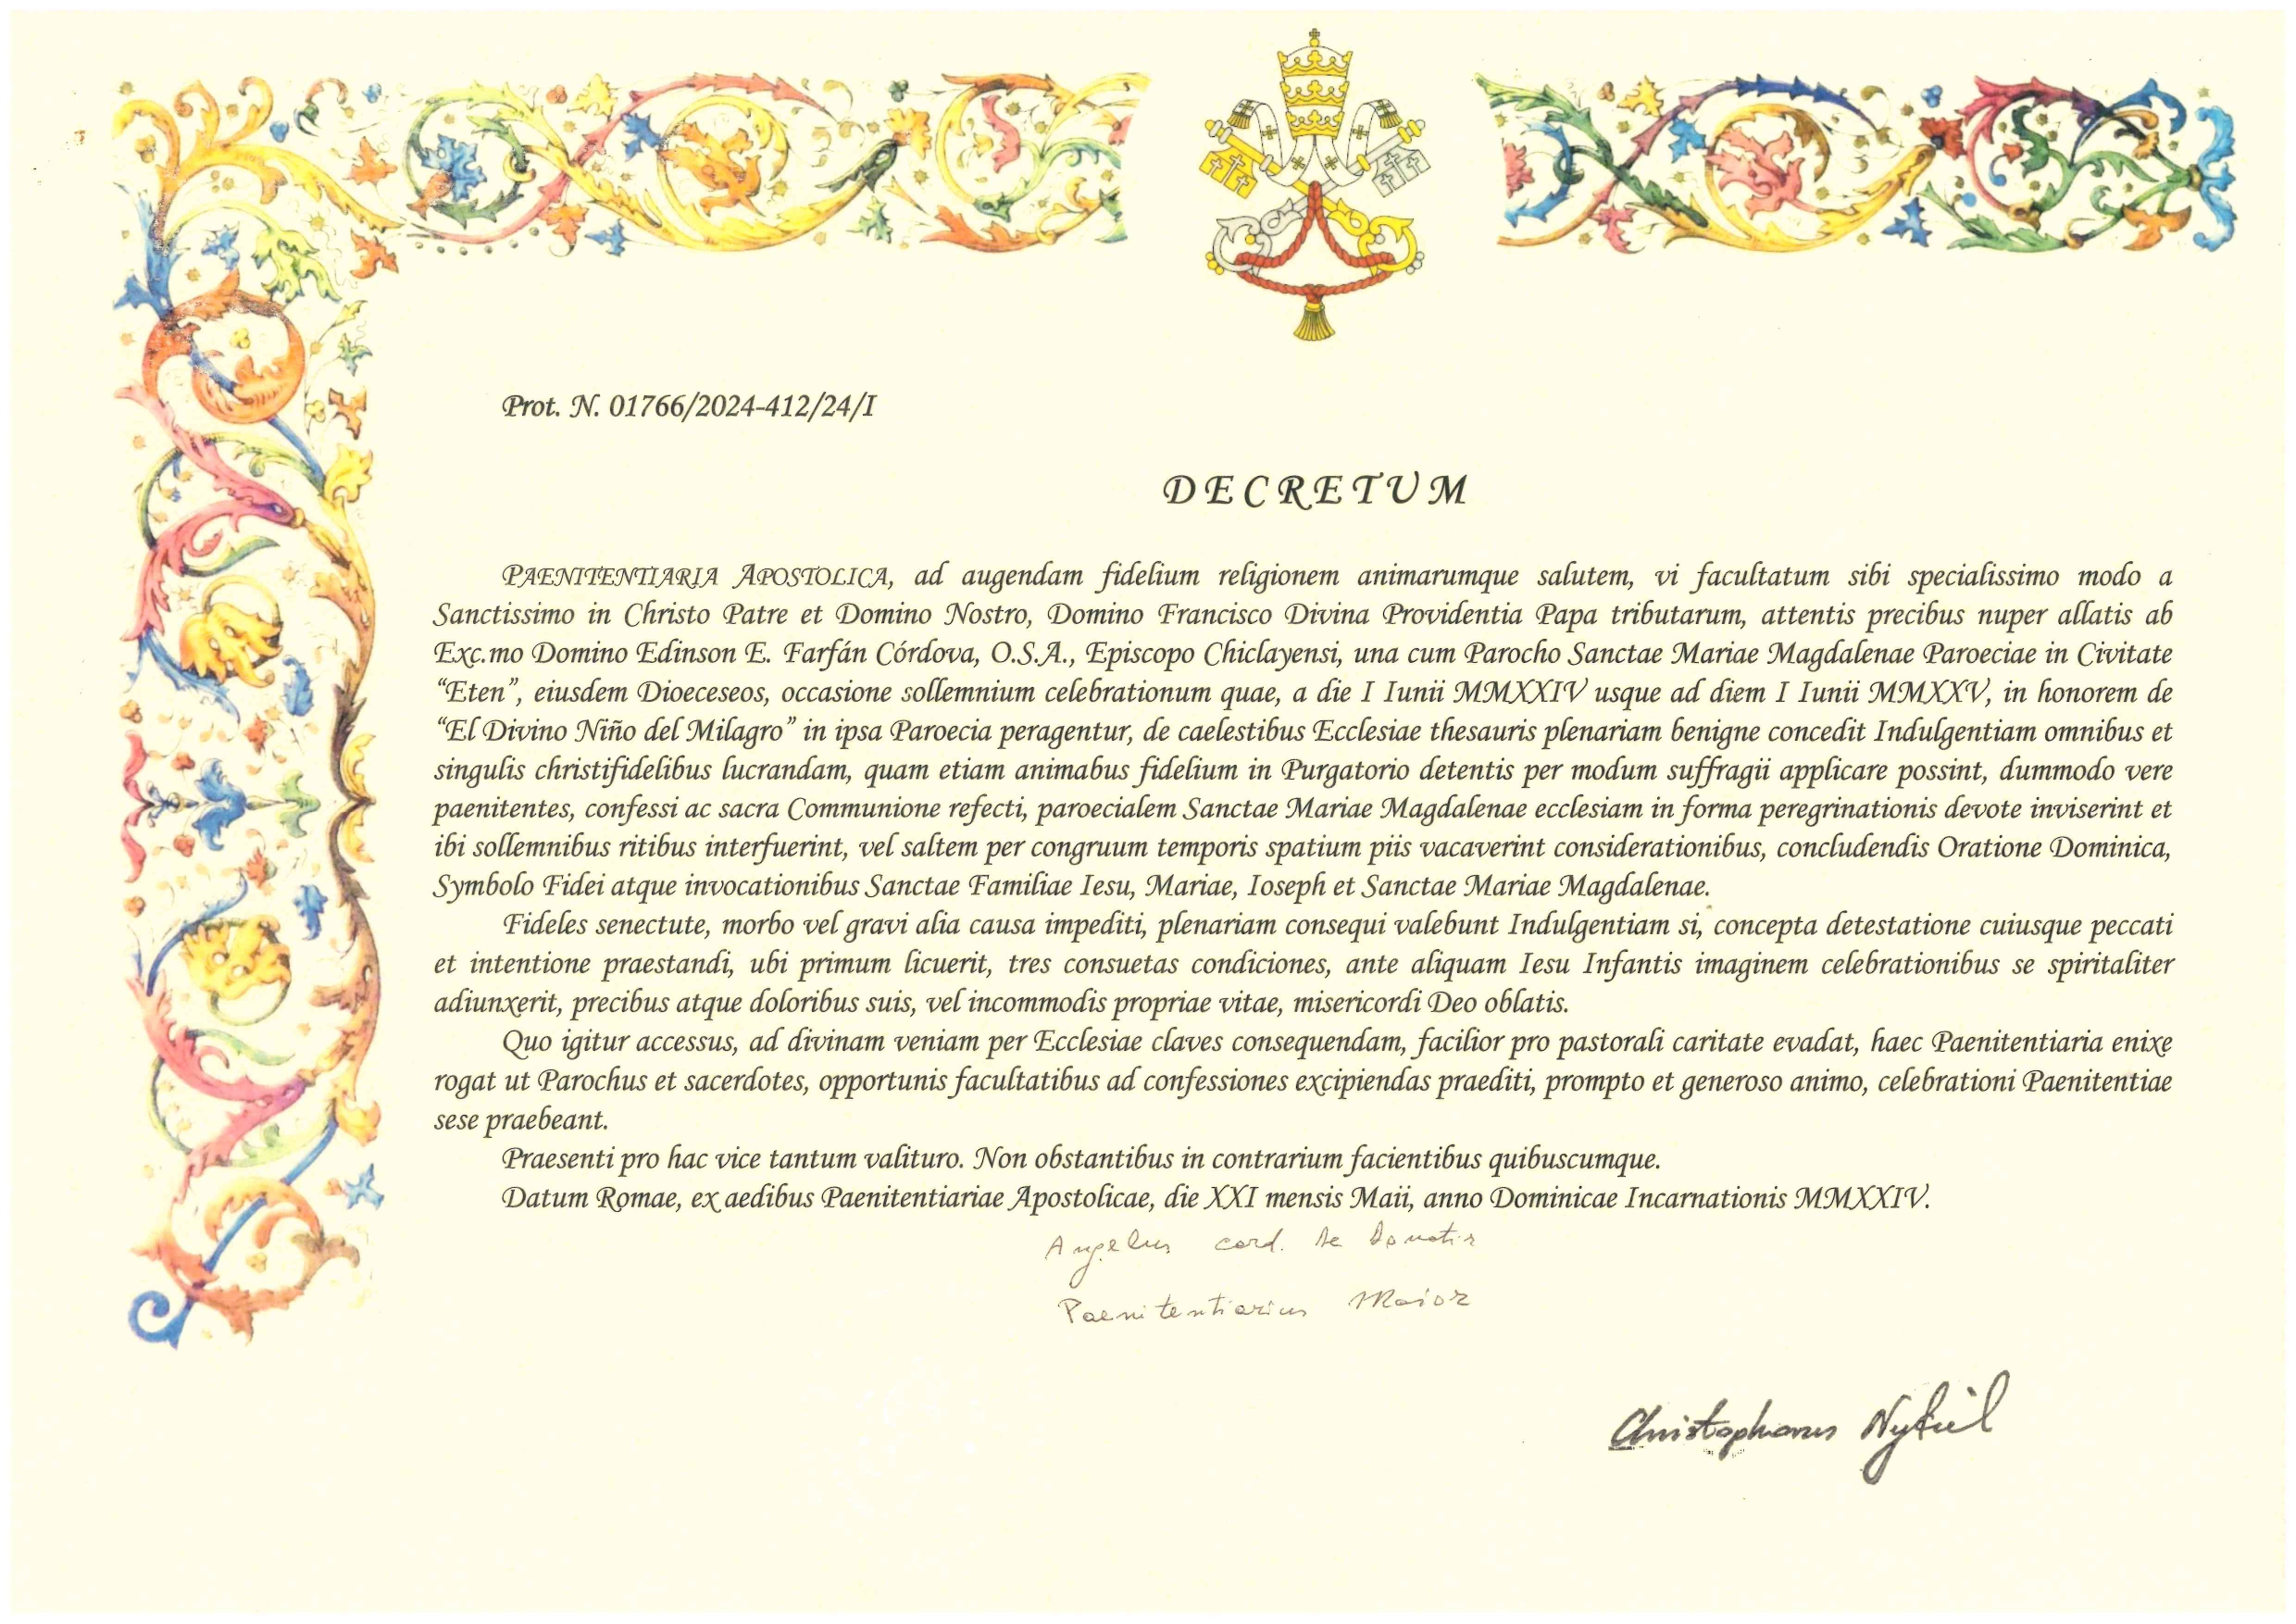 Prot. N. 01766/2024-412/24/I
DECRETUM
PAENITENTIARIA APOSTOLICA, ad augendam fidelium religionem animarumque salutem, vi facultatum sibi specialissimo modo a
Sanctissimo in Christo Patre et Domino Nostro, Domino Francisco Divina Providentia Papa tributarum, attentis precibus nuper allatis ab
Exc.mo Domino Edinson E. Farfán Córdova, O.S.A., Episcopo Chiclayensi, una cum Parocho Sanctae Mariae Magdalenae Paroeciae in Civitate
“Eten”, eiusdem Dioeceseos, occasione sollemnium celebrationum quae, a die I Iunii MMXXIV usque ad diem I Iunii MMXXV, in honorem de
“El Divino Niño del Milagro” in ipsa Paroecia peragentur, de caelestibus Ecclesiae thesauris plenariam benigne concedit Indulgentiam omnibus et
singulis christifidelibus lucrandam, quam etiam animabus fidelium in Purgatorio detentis per modum suffragii applicare possint, dummodo vere
paenitentes, confessi ac sacra Communione refecti, paroecialem Sanctae Mariae Magdalenae ecclesiam in forma peregrinationis devote inviserint et
ibi sollemnibus ritibus interfuerint, vel saltem per congruum temporis spatium piis vacaverint considerationibus, concludendis Oratione Dominica,
Symbolo Fidei atque invocationibus Sanctae Familiae Iesu, Mariae, Ioseph et Sanctae Mariae Magdalenae.
Fideles senectute, morbo vel gravi alia causa impediti, plenariam consequi valebunt Indulgentiam si, concepta detestatione cuiusque peccati
et intentione praestandi, ubi primum licuerit, tres consuetas condiciones, ante aliquam Iesu Infantis imaginem celebrationibus se spiritaliter
adiunxerit, precibus atque doloribus suis, vel incommodis propriae vitae, misericordi Deo oblatis.
Quo igitur accessus, ad divinam veniam per Ecclesiae claves consequendam, facilior pro pastorali caritate evadat, haec Paenitentiaria enixe
rogat ut Parochus et sacerdotes, opportunis facultatibus ad confessiones excipiendas praediti, prompto et generoso animo, celebrationi Paenitentiae
sese praebeant.
Praesenti pro hac vice tantum valituro. Non obstantibus in contrarium facientibus quibuscumque.
Datum Romae, ex aedibus Paenitentiariae Apostolicae, die XXI mensis Maii, anno Dominicae Incarnationis MMXXIV.
Angelus card. De Donatis
Paenitentiarius Maior
Christophorus Nykiel